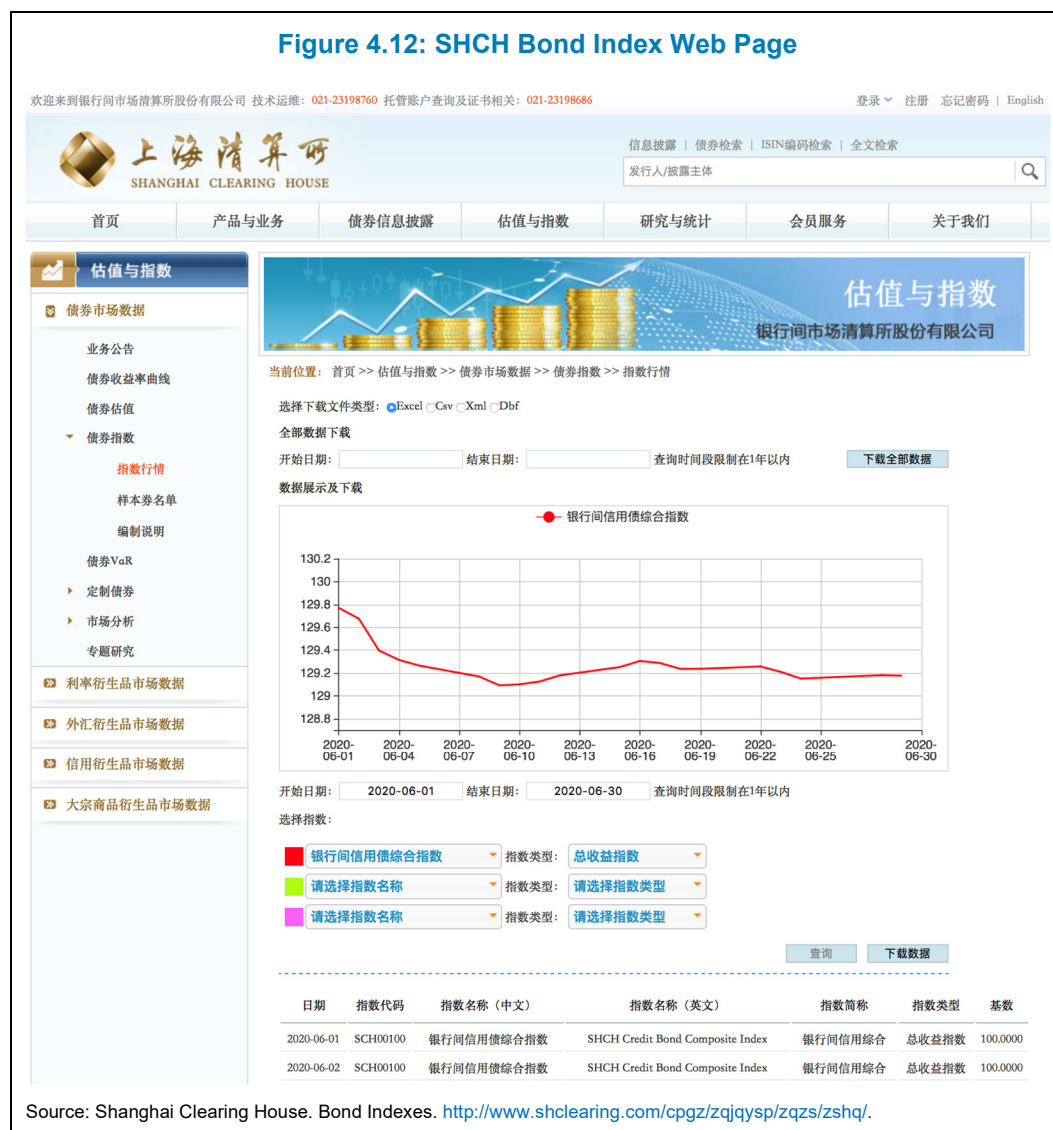 Figure 4.12: SHCH Bond Index Web Page
欢迎来到银行间市场清算所股份有限公司 技术运维：021-23198760 托管账户查询及证书相关：021-23198686
登录 注册 忘记密码 | English
上海清算所
SHANGHAI CLEARING HOUSE
信息披露 | 债券检索 | ISIN编码检索 | 全文检索
发行人/披露主体
首页 产品与业务 债券信息披露 估值与指数 研究与统计 会员服务 关于我们
估值与指数
债券市场数据
业务公告
债券收益率曲线
债券估值
债券指数
指数行情
样本券名单
编制说明
债券VaR
定制债券
市场分析
专题研究
利率衍生品市场数据
外汇衍生品市场数据
信用衍生品市场数据
大宗商品衍生品市场数据
估值与指数
银行间市场清算所股份有限公司
当前位置： 首页 >> 估值与指数 >> 债券市场数据 >> 债券指数 >> 指数行情
选择下载文件类型： Excel Csv Xml Dbf
全部数据下载
开始日期： 结束日期： 查询时间段限制在1年以内 下载全部数据
数据展示及下载
银行间信用债综合指数
130.2
130
129.8
129.6
129.4
129.2
129
128.8
2020-06-01 2020-06-04 2020-06-07 2020-06-10 2020-06-13 2020-06-16 2020-06-19 2020-06-22 2020-06-25 2020-06-30
开始日期： 2020-06-01 结束日期： 2020-06-30 查询时间段限制在1年以内
选择指数：
银行间信用债综合指数 指数类型： 总收益指数
请选择指数名称 指数类型： 请选择指数类型
请选择指数名称 指数类型： 请选择指数类型
查询 下载数据
日期 指数代码 指数名称（中文） 指数名称（英文） 指数简称 指数类型 基数
2020-06-01 SCH00100 银行间信用债综合指数 SHCH Credit Bond Composite Index 银行间信用综合 总收益指数 100.0000
2020-06-02 SCH00100 银行间信用债综合指数 SHCH Credit Bond Composite Index 银行间信用综合 总收益指数 100.0000
Source: Shanghai Clearing House. Bond Indexes. http://www.shclearing.com/cpgz/zqjqysp/zqzs/zshq/.